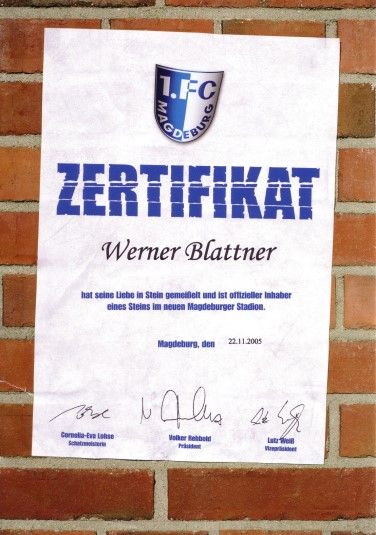 1.FC
MAGDEBURG
ZERTIFIKAT
Werner Blattner
hat seine Liebe in Stein gemeißelt und ist offizieller Inhaber
eines Steins im neuen Magdeburger Stadion.
Magdeburg, den 22.11.2005
Cornelia-Eva Lohse Volker Rehbold Lutz Weiß
Schatzmeisterin Präsident Vizepräsident